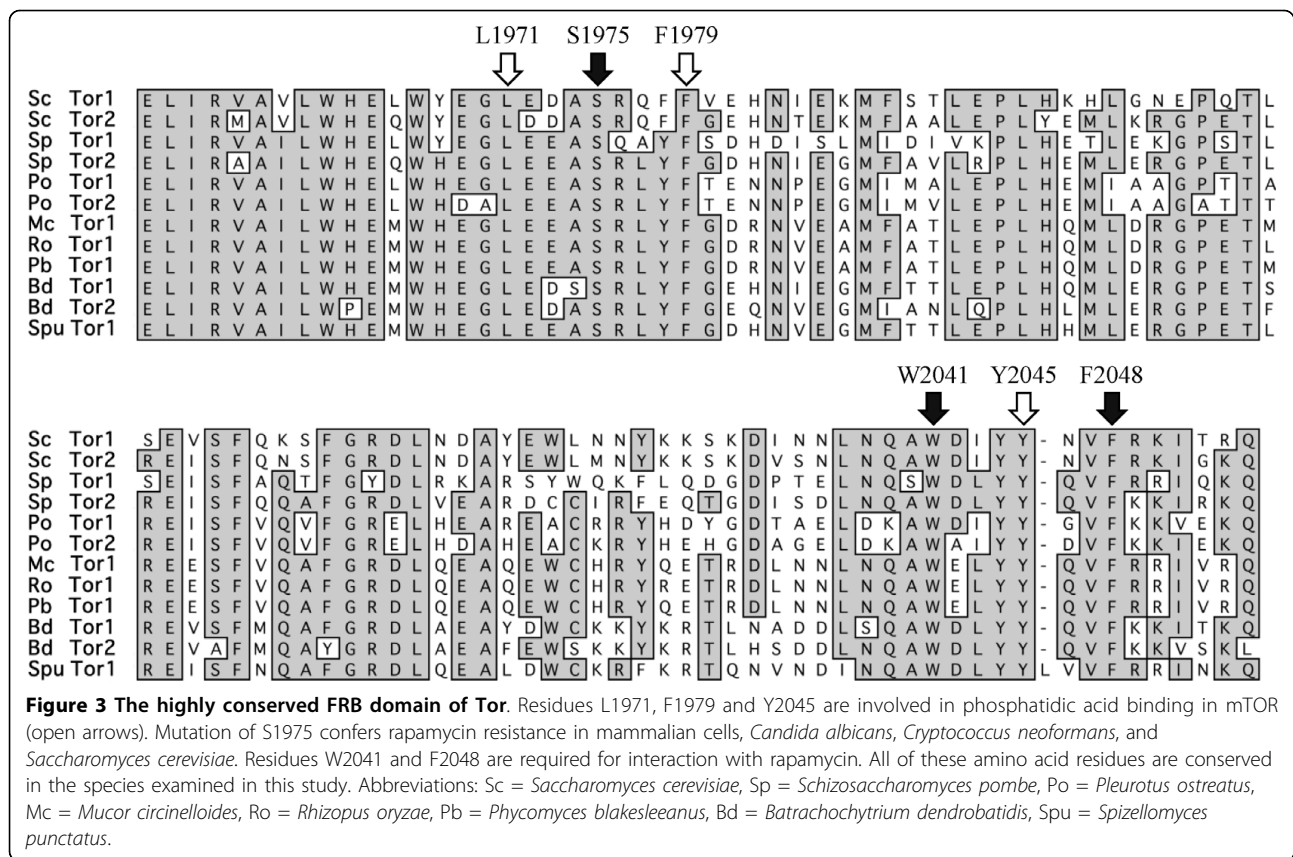 L1971 S1975 F1979
Sc Tor1 E L I R V A V L W H E L W Y E G L E D A S R Q F F V E H N I E K M F S T L E P L H K H L G N E P Q T L
Sc Tor2 E L I R M A V L W H E Q W Y E G L D D A S R Q F F G E H N T E K M F A A L E P L Y E M L K R G P E T L
Sp Tor1 E L I R V A I L W H E L W Y E G L E E A S Q A Y F S D H D I S L M I D I V K P L H E T L E K G P S T L
Sp Tor2 E L I R A A I L W H E Q W H E G L E E A S R L Y F G D H N I E G M F A V L R P L H E M L E R G P E T L
Po Tor1 E L I R V A I L W H E L W H E G L E E A S R L Y F T E N N P E G M I M A L E P L H E M I A A G P T T A
Po Tor2 E L I R V A I L W H E L W H D A L E E A S R L Y F T E N N P E G M I M V L E P L H E M I A A G A T T T
Mc Tor1 E L I R V A I L W H E M W H E G L E E A S R L Y F G D R N V E A M F A T L E P L H Q M L D R G P E T M
Ro Tor1 E L I R V A I L W H E M W H E G L E E A S R L Y F G D R N V E A M F A T L E P L H Q M L D R G P E T L
Pb Tor1 E L I R V A I L W H E M W H E G L E E A S R L Y F G D R N V E A M F A T L E P L H Q M L D R G P E T M
Bd Tor1 E L I R V A I L W H E M W H E G L E D S S R L Y F G E H N I E G M F T T L E P L H Q M L E R G P E T S
Bd Tor2 E L I R V A I L W P E M W H E G L E D A S R L Y F G E Q N V E G M I A N L Q P L H E M L E R G P E T F
Spu Tor1 E L I R V A I L W H E M W H E G L E E A S R L Y F G D H N V E G M F T T L E P L H H M L E R G P E T L
W2041 Y2045 F2048
Sc Tor1 S E V S F Q K S F G R D L N D A Y E W L N N Y K K S K D I N N L N Q A W D I Y Y - N V F R K I T R Q
Sc Tor2 R E I S F Q N S F G R D L N D A Y E W L M N Y K K S K D V S N L N Q A W D I Y Y - N V F R K I G K Q
Sp Tor1 S E I S F A Q T F G Y D L R K A R S Y W Q K F L Q D G D P T E L N Q S W D L Y Y - Q V F R R I Q K Q
Sp Tor2 R E I S F Q Q A F G R D L V E A R D C C I R F E Q T G D I S D L N Q A W D L Y Y - Q V F K K I R K Q
Po Tor1 R E I S F V Q V F G R E L H E A R E A C R R Y H D Y G D T A E L D K A W D I Y Y - G V F K K V E K Q
Po Tor2 R E I S F V Q V F G R E L H D A H E A C K R Y H E H G D A G E L D K A W A I Y Y - D V F K K I E K Q
Mc Tor1 R E E S F V Q A F G R D L Q E A Q E W C H R Y Q E T R D L N N L N Q A W E L Y Y - Q V F R R I V R Q
Ro Tor1 R E E S F V Q A F G R D L Q E A Q E W C H R Y R E T R D L N N L N Q A W E L Y Y - Q V F R R I V R Q
Pb Tor1 R E E S F V Q A F G R D L Q E A Q E W C H R Y Q E T R D L N N L N Q A W E L Y Y - Q V F R R I V R Q
Bd Tor1 R E V S F M Q A F G R D L A E A Y D W C K K Y K R T L N A D D L S Q A W D L Y Y - Q V F K K I T K Q
Bd Tor2 R E V A F M Q A Y G R D L A E A F E W S K K Y K R T L H S D D L N Q A W D L Y Y - Q V F K K V S K L
Spu Tor1 R E I S F N Q A F G R D L Q E A L D W C K R F K R T Q N V N D I N Q A W D L Y Y L V V F R R I N K Q
Figure 3 The highly conserved FRB domain of Tor. Residues L1971, F1979 and Y2045 are involved in phosphatidic acid binding in mTOR
(open arrows). Mutation of S1975 confers rapamycin resistance in mammalian cells, Candida albicans, Cryptococcus neoformans, and
Saccharomyces cerevisiae. Residues W2041 and F2048 are required for interaction with rapamycin. All of these amino acid residues are conserved
in the species examined in this study. Abbreviations: Sc = Saccharomyces cerevisiae, Sp = Schizosaccharomyces pombe, Po = Pleurotus ostreatus,
Mc = Mucor circinelloides, Ro = Rhizopus oryzae, Pb = Phycomyces blakesleeanus, Bd = Batrachochytrium dendrobatidis, Spu = Spizellomyces
punctatus.